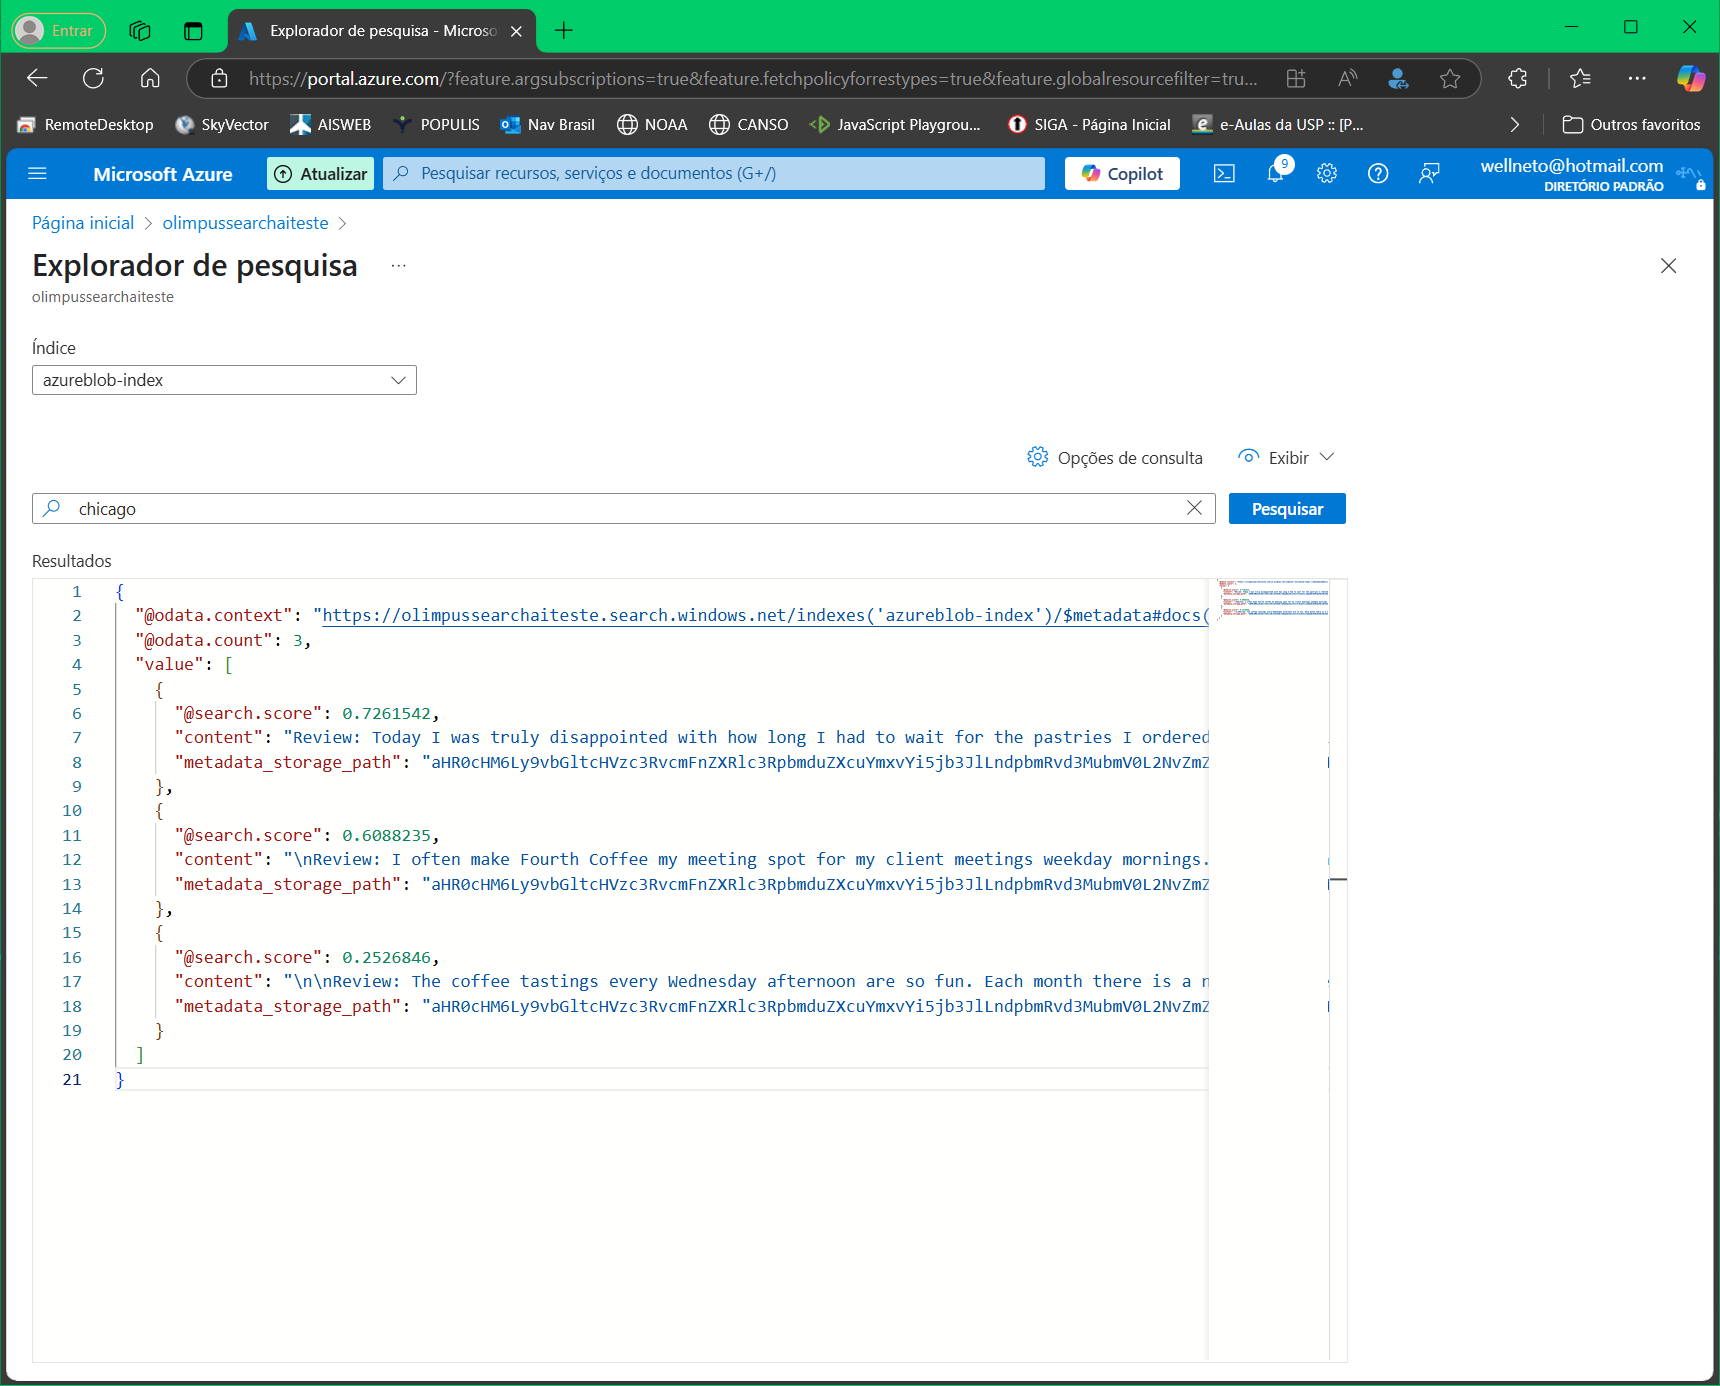 Entrar
Explorador de pesquisa - Microso
https://portal.azure.com/?feature.argsubscriptions=true&feature.fetchpolicyforrestypes=true&feature.globalresourcefilter=tru...
RemoteDesktop SkyVector AISWEB POPULIS Nav Brasil NOAA CANSO JavaScript Playgrou... SIGA - Página Inicial e-Aulas da USP :: [P... Outros favoritos
Microsoft Azure Atualizar Pesquisar recursos, serviços e documentos (G+/) Copilot 9 wellneto@hotmail.com
DIRETÓRIO PADRÃO
Página inicial > olimpussearchaiteste >
Explorador de pesquisa ...
olimpussearchaiteste
Índice
azureblob-index
Opções de consulta Exibir
chicago Pesquisar
Resultados
1 {
2 "@odata.context": "https://olimpussearchaiteste.search.windows.net/indexes('azureblob-index')/$metadata#docs(
3 "@odata.count": 3,
4 "value": [
5 {
6 "@search.score": 0.7261542,
7 "content": "Review: Today I was truly disappointed with how long I had to wait for the pastries I ordered
8 "metadata_storage_path": "aHR0cHM6Ly9vbGltcHVzc3RvcmFnZXRlc3RpbmduZXcuYmxvYi5jb3JlLndpbmRvd3MubmV0L2NvZmZ
9 },
10 {
11 "@search.score": 0.6088235,
12 "content": "\nReview: I often make Fourth Coffee my meeting spot for my client meetings weekday mornings.
13 "metadata_storage_path": "aHR0cHM6Ly9vbGltcHVzc3RvcmFnZXRlc3RpbmduZXcuYmxvYi5jb3JlLndpbmRvd3MubmV0L2NvZmZ
14 },
15 {
16 "@search.score": 0.2526846,
17 "content": "\n\nReview: The coffee tastings every Wednesday afternoon are so fun. Each month there is a n
18 "metadata_storage_path": "aHR0cHM6Ly9vbGltcHVzc3RvcmFnZXRlc3RpbmduZXcuYmxvYi5jb3JlLndpbmRvd3MubmV0L2NvZmZ
19 }
20 ]
21 }